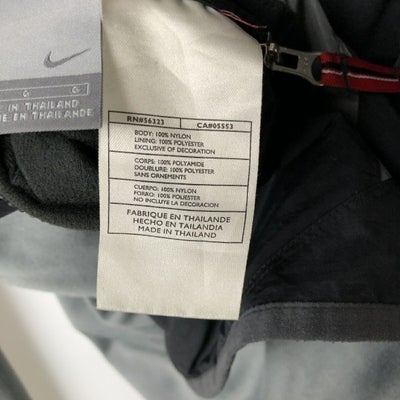 G G
IN THAILAND
E EN THAILANDE
RN#56323 CA#05553
BODY: 100% NYLON
LINING: 100% POLYESTER
EXCLUSIVE OF DECORATION
CORPS: 100% POLYAMIDE
DOUBLURE: 100% POLYESTER
SANS ORNEMENTS
CUERPO: 100% NYLON
FORRO: 100% POLIESTER
NO INCLUYE LA DECORACION
FABRIQUE EN THAILANDE
HECHO EN TAILANDIA
MADE IN THAILAND